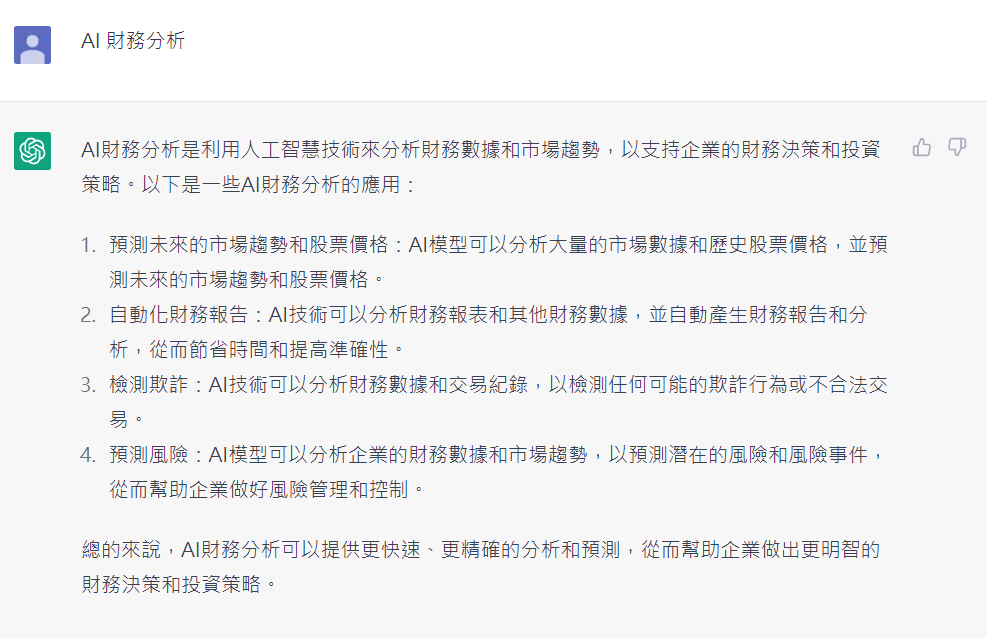 AI 財務分析
AI財務分析是利用人工智慧技術來分析財務數據和市場趨勢，以支持企業的財務決策和投資
策略。以下是一些AI財務分析的應用：
1. 預測未來的市場趨勢和股票價格：AI模型可以分析大量的市場數據和歷史股票價格，並預
測未來的市場趨勢和股票價格。
2. 自動化財務報告：AI技術可以分析財務報表和其他財務數據，並自動產生財務報告和分
析，從而節省時間和提高準確性。
3. 檢測欺詐：AI技術可以分析財務數據和交易紀錄，以檢測任何可能的欺詐行為或不合法交
易。
4. 預測風險：AI模型可以分析企業的財務數據和市場趨勢，以預測潛在的風險和風險事件，
從而幫助企業做好風險管理和控制。
總的來說，AI財務分析可以提供更快速、更精確的分析和預測，從而幫助企業做出更明智的
財務決策和投資策略。